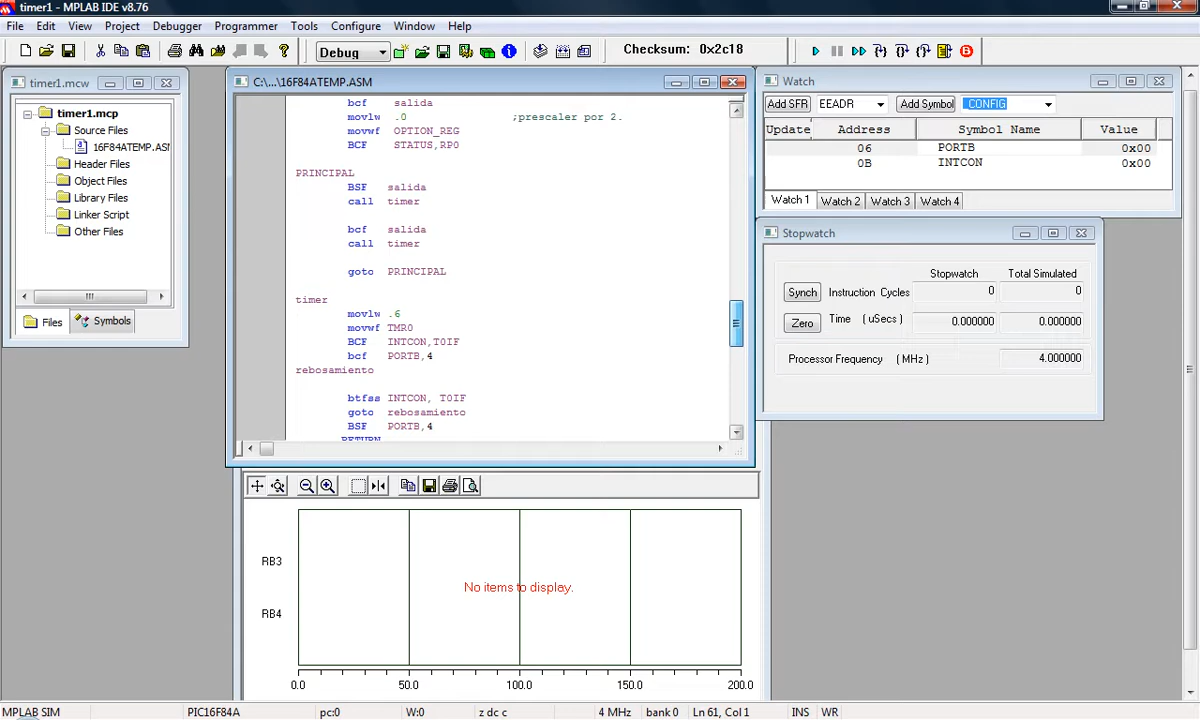 timer1 - MPLAB IDE v8.76
File Edit View Project Debugger Programmer Tools Configure Window Help
Debug
Checksum: 0x2c18
timer1.mcw
timer1.mcp
Source Files
16F84ATEMP.ASM
Header Files
Object Files
Library Files
Linker Script
Other Files
Files
Symbols
C:\...\16F84ATEMP.ASM
bcf salida
movlw .0 ;prescaler por 2.
movwf OPTION_REG
BCF STATUS,RP0
PRINCIPAL
BSF salida
call timer
bcf salida
call timer
goto PRINCIPAL
timer
movlw .6
movwf TMR0
BCF INTCON,T0IF
bcf PORTB,4
rebosamiento
btfss INTCON, T0IF
goto rebosamiento
BSF PORTB,4
RETURN
Watch
Add SFR EEADR Add Symbol _CONFIG
Update Address Symbol Name Value
06 PORTB 0x00
0B INTCON 0x00
Watch 1 Watch 2 Watch 3 Watch 4
Stopwatch
Stopwatch Total Simulated
Synch Instruction Cycles 0 0
Zero Time (uSecs) 0.000000 0.000000
Processor Frequency (MHz) 4.000000
RB3
No items to display.
RB4
0.0 50.0 100.0 150.0 200.0
MPLAB SIM PIC16F84A pc:0 W:0 z dc c 4 MHz bank 0 Ln 61, Col 1 INS WR